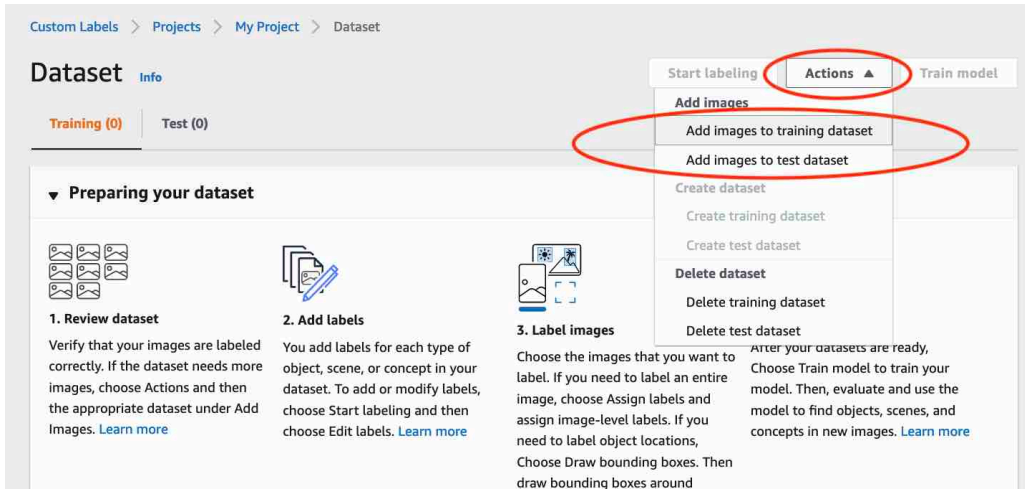 Custom Labels > Projects > My Project > Dataset
Dataset Info
Start labeling
Actions ▲
Train model
Training (0)
Test (0)
Add images
Add images to training dataset
Add images to test dataset
Create dataset
Create training dataset
Create test dataset
Delete dataset
Delete training dataset
Delete test dataset
▼ Preparing your dataset
1. Review dataset
Verify that your images are labeled
correctly. If the dataset needs more
images, choose Actions and then
the appropriate dataset under Add
Images. Learn more
2. Add labels
You add labels for each type of
object, scene, or concept in your
dataset. To add or modify labels,
choose Start labeling and then
choose Edit labels. Learn more
3. Label images
Choose the images that you want to
label. If you need to label an entire
image, choose Assign labels and
assign image-level labels. If you
need to label object locations,
Choose Draw bounding boxes. Then
draw bounding boxes around
After your datasets are ready,
Choose Train model to train your
model. Then, evaluate and use the
model to find objects, scenes, and
concepts in new images. Learn more